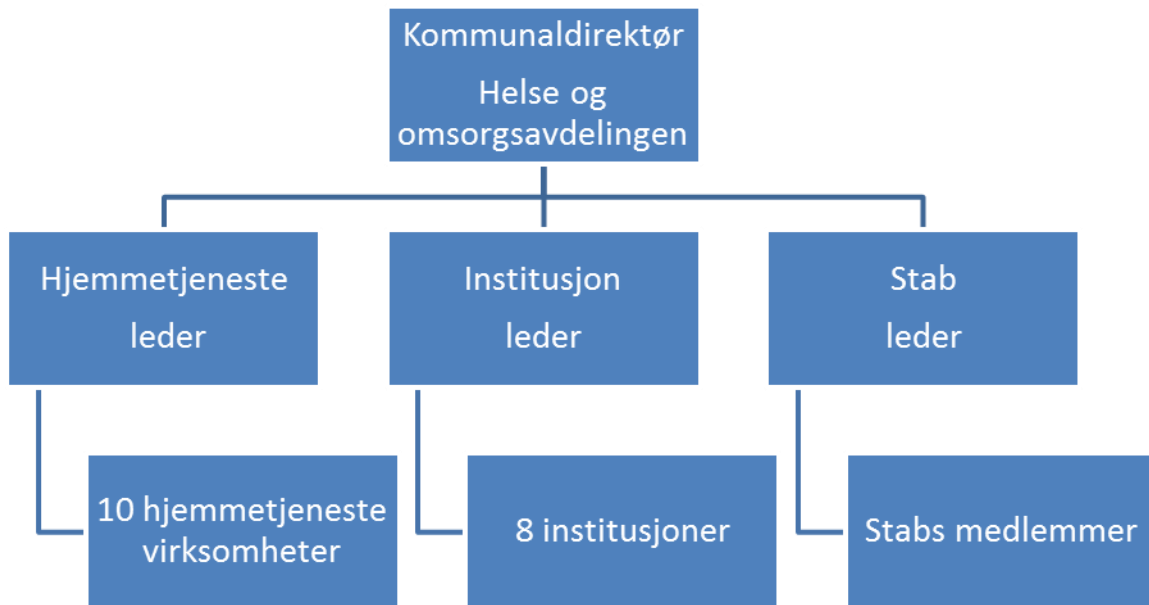 Kommunaldirektør
Helse og
omsorgsavdelingen
Hjemmetjeneste
leder
Institusjon
leder
Stab
leder
10 hjemmetjeneste
virksomheter
8 institusjoner
Stabs medlemmer